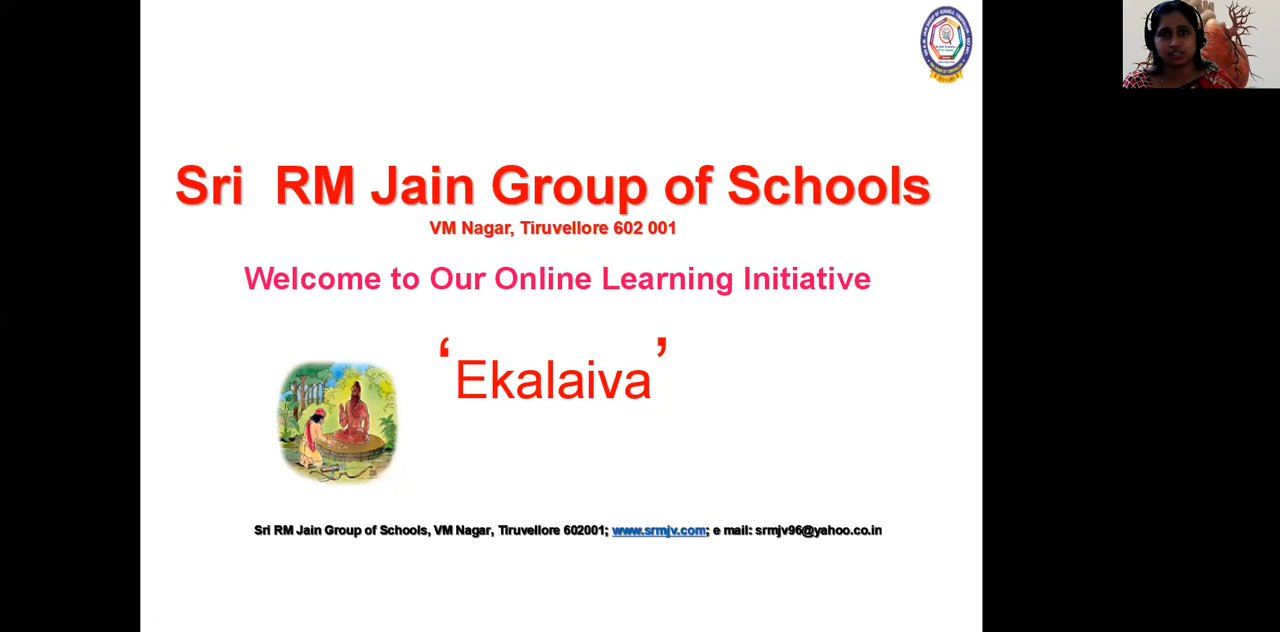 Sri RM Jain Group of Schools
VM Nagar, Tiruvellore 602 001
Welcome to Our Online Learning Initiative
‘Ekalaiva’
Sri RM Jain Group of Schools, VM Nagar, Tiruvellore 602001; www.srmjv.com; e mail: srmjv96@yahoo.co.in